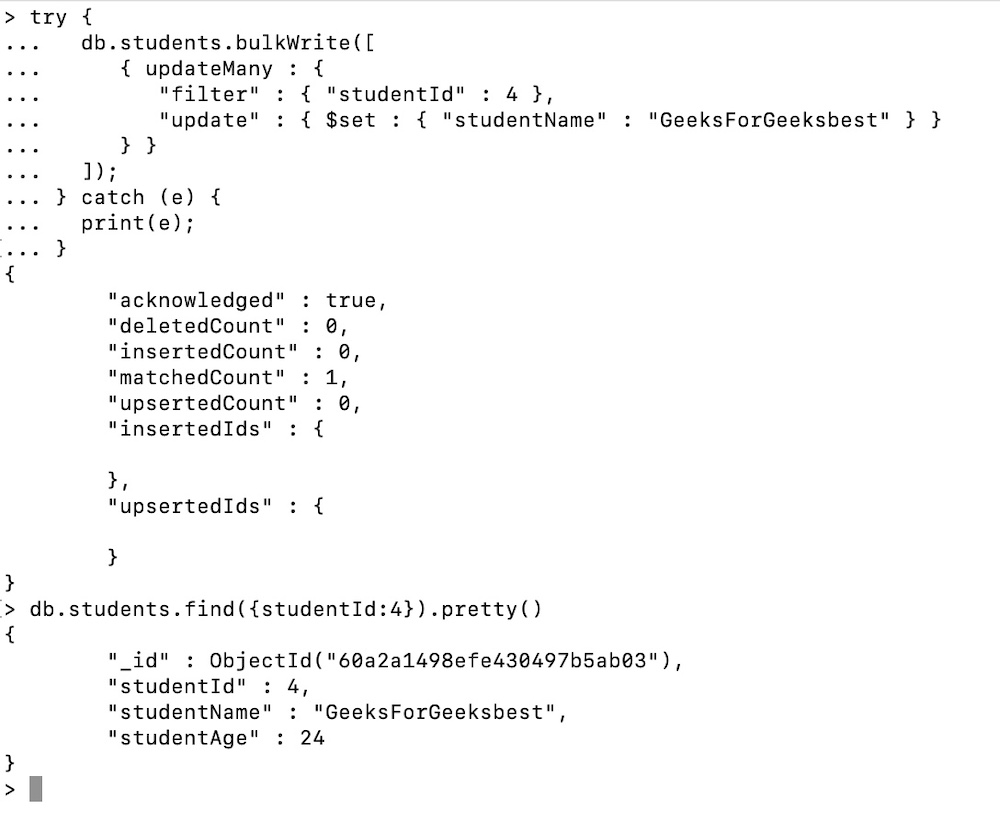 > try {
...    db.students.bulkWrite([
...       { updateMany : {
...          "filter" : { "studentId" : 4 },
...          "update" : { $set : { "studentName" : "GeeksForGeeksbest" } }
...       } }
...    ]);
... } catch (e) {
...    print(e);
[... }
{
        "acknowledged" : true,
        "deletedCount" : 0,
        "insertedCount" : 0,
        "matchedCount" : 1,
        "upsertedCount" : 0,
        "insertedIds" : {
        },
        "upsertedIds" : {
        }
}
[> db.students.find({studentId:4}).pretty()
{
        "_id" : ObjectId("60a2a1498efe430497b5ab03"),
        "studentId" : 4,
        "studentName" : "GeeksForGeeksbest",
        "studentAge" : 24
}
>